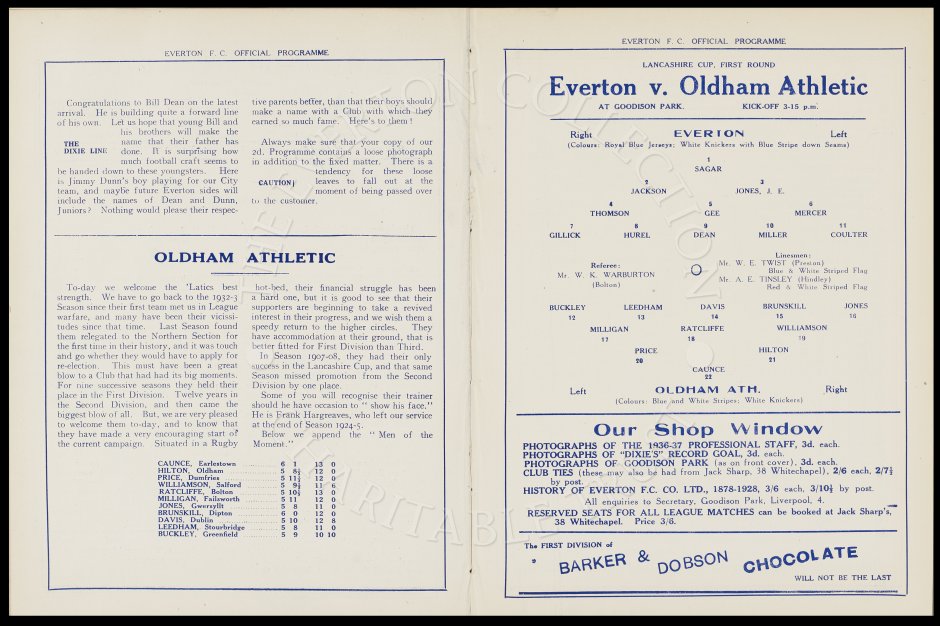 EVERTON F. C. OFFICIAL PROGRAMME
Congratulations to Bill Dean on the latest
arrival. He is building quite a forward line
of his own. Let us hope that young Bill and
his brothers will make the
THE
DIXIE LINE
name that their father has
done. It is surprising how
much football craft seems to
be handed down to these youngsters. Here
is Jimmy Dunn's boy playing for our City
team, and maybe future Everton sides will
include the names of Dean and Dunn,
Juniors? Nothing would please their respec-
tive parents better, than that their boys should
make a name with a Club with which they
earned so much fame. Here's to them!
Always make sure that your copy of our
2d. Programme contains a loose photograph
in addition to the fixed matter. There is a
CAUTION
tendency for these loose
leaves to fall out at the
moment of being passed over
to the customer.
OLDHAM ATHLETIC
To-day we welcome the 'Latics best
strength. We have to go back to the 1932-3
Season since their first team met us in League
warfare, and many have been their vicissi-
tudes since that time. Last Season found
them relegated to the Northern Section for
the first time in their history, and it was touch
and go whether they would have to apply for
re-election. This must have been a great
blow to a Club that had had its big moments.
For nine successive seasons they held their
place in the First Division. Twelve years in
the Second Division, and then came the
biggest blow of all. But, we are very pleased
to welcome them to-day, and to know that
they have made a very encouraging start of
the current campaign. Situated in a Rugby
hot-bed, their financial struggle has been
a hard one, but it is good to see that their
supporters are beginning to take a revived
interest in their progress, and we wish them a
speedy return to the higher circles. They
have accommodation at their ground, that is
better fitted for First Division than Third.
In Season 1907-08, they had their only
success in the Lancashire Cup, and that same
Season missed promotion from the Second
Division by one place.
Some of you will recognise their trainer
should he have occasion to "show his face."
He is Frank Hargreaves, who left our service
at the end of Season 1924-5.
Below we append the "Men of the
Moment."
CAUNCE, Earlestown 6 1 13 0
HILTON, Oldham 5 8½ 12 0
PRICE, Dumfries 5 11½ 12 0
WILLIAMSON, Salford 5 9½ 11 6
RATCLIFFE, Bolton 5 10½ 13 0
MILLIGAN, Failsworth 5 11 12 0
JONES, Gwersyllt 5 8 11 0
BRUNSKILL, Dipton 6 0 12 0
DAVIS, Dublin 5 10 12 8
LEEDHAM, Stourbridge 5 8 11 0
BUCKLEY, Greenfield 5 9 10 10
EVERTON F. C. OFFICIAL PROGRAMME
LANCASHIRE CUP, FIRST ROUND
Everton v. Oldham Athletic
AT GOODISON PARK. KICK-OFF 3-15 p.m.
Right EVERTON Left
(Colours: Royal Blue Jerseys; White Knickers with Blue Stripe down Seams)
1
SAGAR
2 3
JACKSON JONES, J. E.
4 5 6
THOMSON GEE MERCER
7 8 9 10 11
GILLICK HUREL DEAN MILLER COULTER
Referee:
Mr. W. K. WARBURTON
(Bolton)
Linesmen:
Mr. W. E. TWIST (Preston)
Blue & White Striped Flag
Mr. A. E. TINSLEY (Hindley)
Red & White Striped Flag
BUCKLEY LEEDHAM DAVIS BRUNSKILL JONES
12 13 14 15 16
MILLIGAN RATCLIFFE WILLIAMSON
17 18 19
PRICE HILTON
20 21
CAUNCE
22
Left OLDHAM ATH. Right
(Colours: Blue and White Stripes; White Knickers)
Our Shop Window
PHOTOGRAPHS OF THE 1936-37 PROFESSIONAL STAFF, 3d. each.
PHOTOGRAPHS OF "DIXIE'S" RECORD GOAL, 3d. each.
PHOTOGRAPHS OF GOODISON PARK (as on front cover), 3d. each.
CLUB TIES (these may also be had from Jack Sharp, 38 Whitechapel), 2/6 each, 2/7½
by post.
HISTORY OF EVERTON F.C. CO. LTD., 1878-1928, 3/6 each, 3/10½ by post.
All enquiries to Secretary, Goodison Park, Liverpool, 4.
RESERVED SEATS FOR ALL LEAGUE MATCHES can be booked at Jack Sharp's,
38 Whitechapel. Price 3/6.
The FIRST DIVISION of
BARKER & DOBSON CHOCOLATE
WILL NOT BE THE LAST
THE EVERTON COLLECTION CHARITABLE TRUST